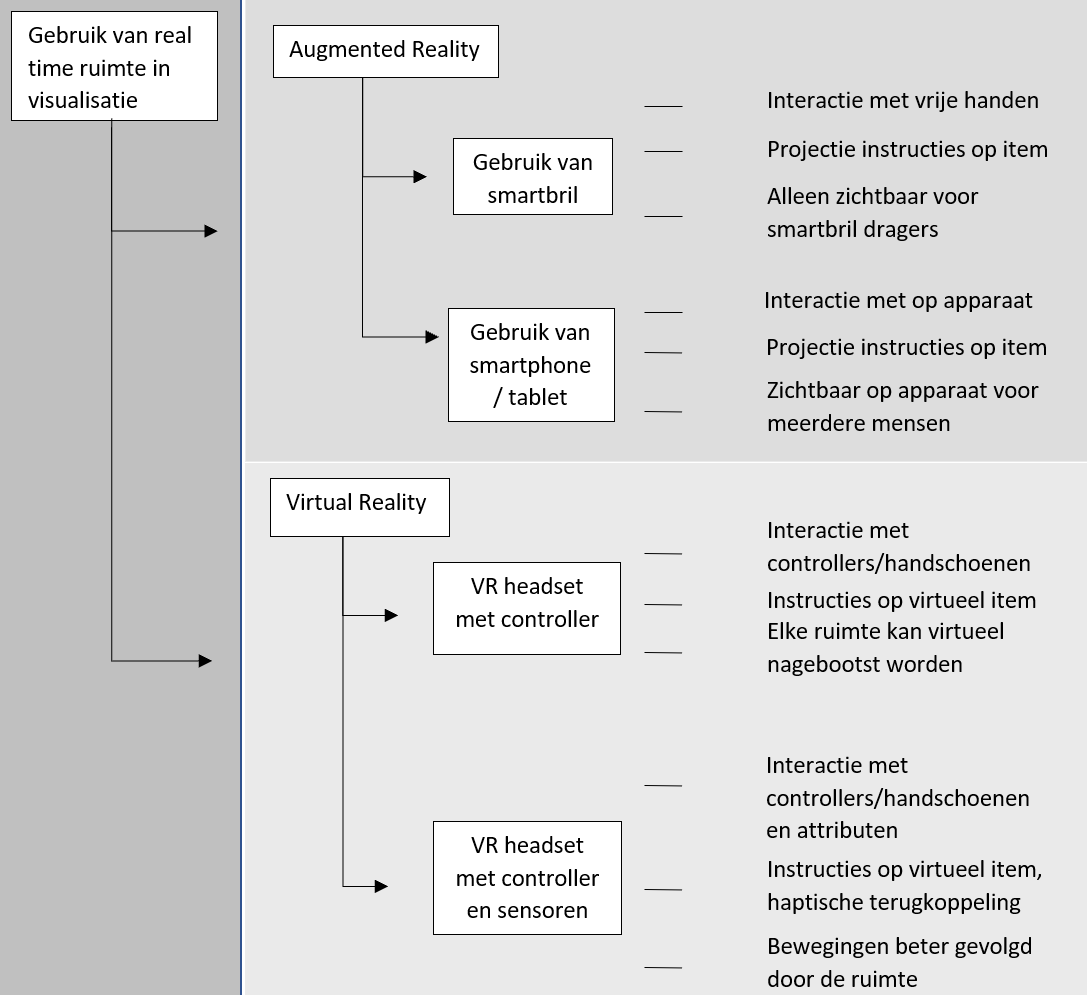 Gebruik van real
time ruimte in
visualisatie
Augmented Reality
Gebruik van
smartbril
Interactie met vrije handen
Projectie instructies op item
Alleen zichtbaar voor
smartbril dragers
Gebruik van
smartphone
/ tablet
Interactie met op apparaat
Projectie instructies op item
Zichtbaar op apparaat voor
meerdere mensen
Virtual Reality
VR headset
met controller
Interactie met
controllers/handschoenen
Instructies op virtueel item
Elke ruimte kan virtueel
nagebootst worden
VR headset
met controller
en sensoren
Interactie met
controllers/handschoenen
en attributen
Instructies op virtueel item,
haptische terugkoppeling
Bewegingen beter gevolgd
door de ruimte